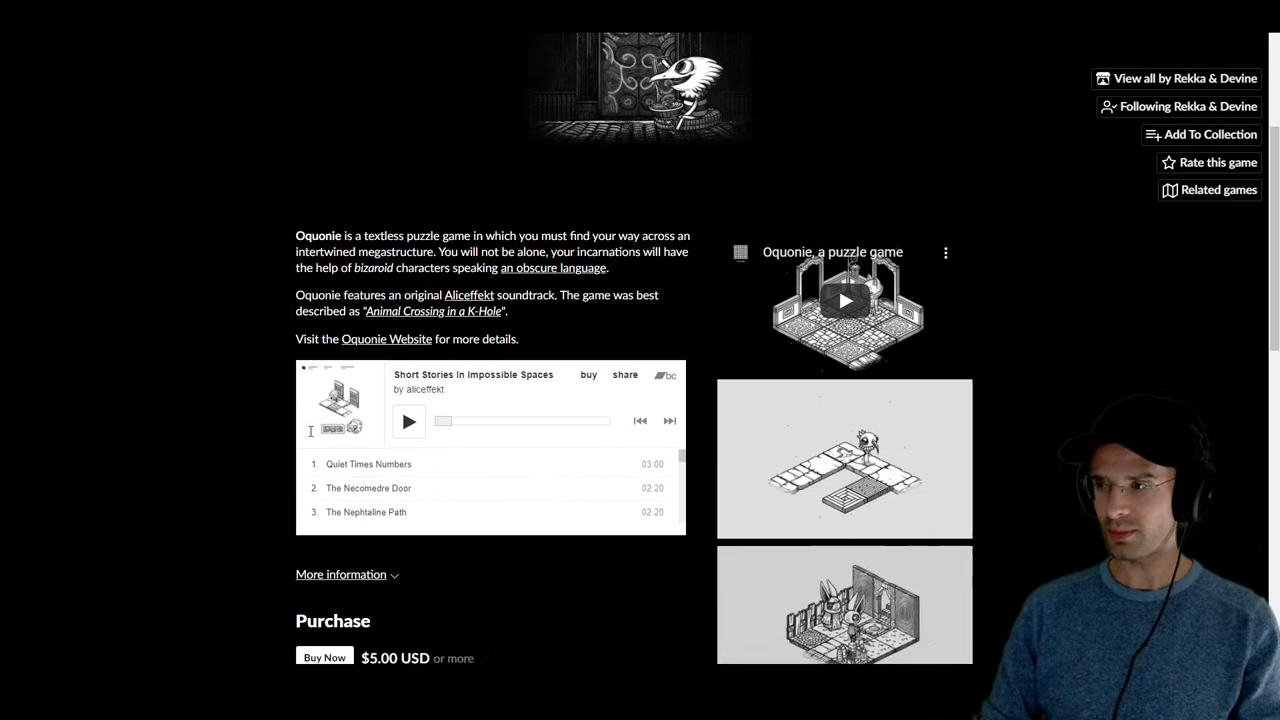 View all by Rekka & Devine
Following Rekka & Devine
Add To Collection
Rate this game
Related games
Oquonie is a textless puzzle game in which you must find your way across an
intertwined megastructure. You will not be alone, your incarnations will have
the help of bizaroid characters speaking an obscure language.
Oquonie features an original Aliceffekt soundtrack. The game was best
described as "Animal Crossing in a K-Hole".
Visit the Oquonie Website for more details.
Short Stories In Impossible Spaces
buy
share
bc
by aliceffekt
1. Quiet Times Numbers 03:00
2. The Necomedre Door 02:20
3. The Nephtaline Path 02:20
More information
Purchase
Buy Now $5.00 USD or more
Oquonie, a puzzle game